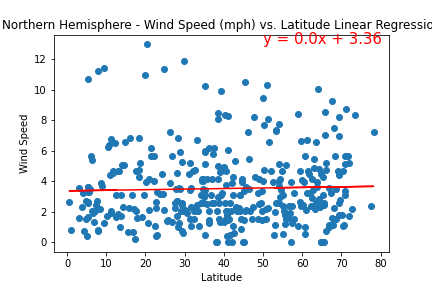 Northern Hemisphere - Wind Speed (mph) vs. Latitude Linear Regressio
y = 0.0x + 3.36
12
10
8
6
4
2
0
Wind Speed
0 10 20 30 40 50 60 70 80
Latitude